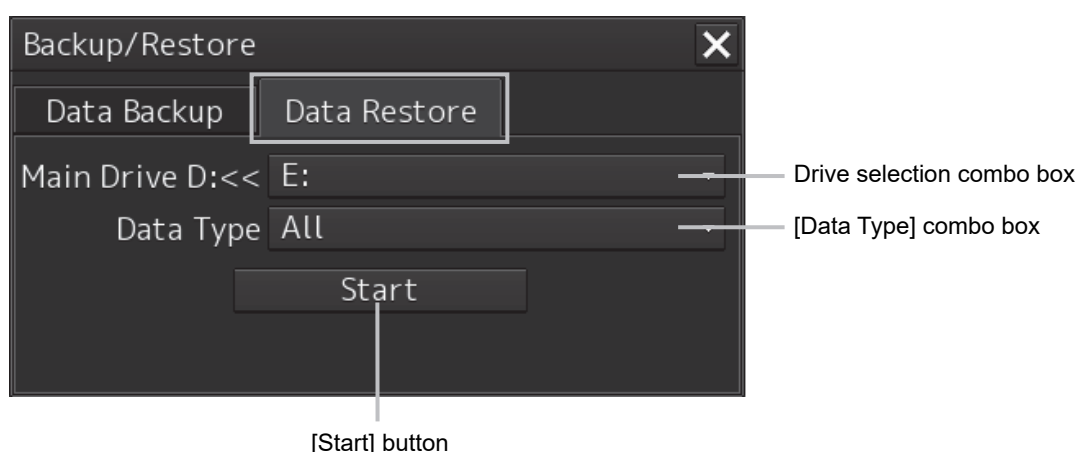 Backup/Restore
Data Backup
Data Restore
Main Drive D:<< E:
Drive selection combo box
Data Type All
[Data Type] combo box
Start
[Start] button